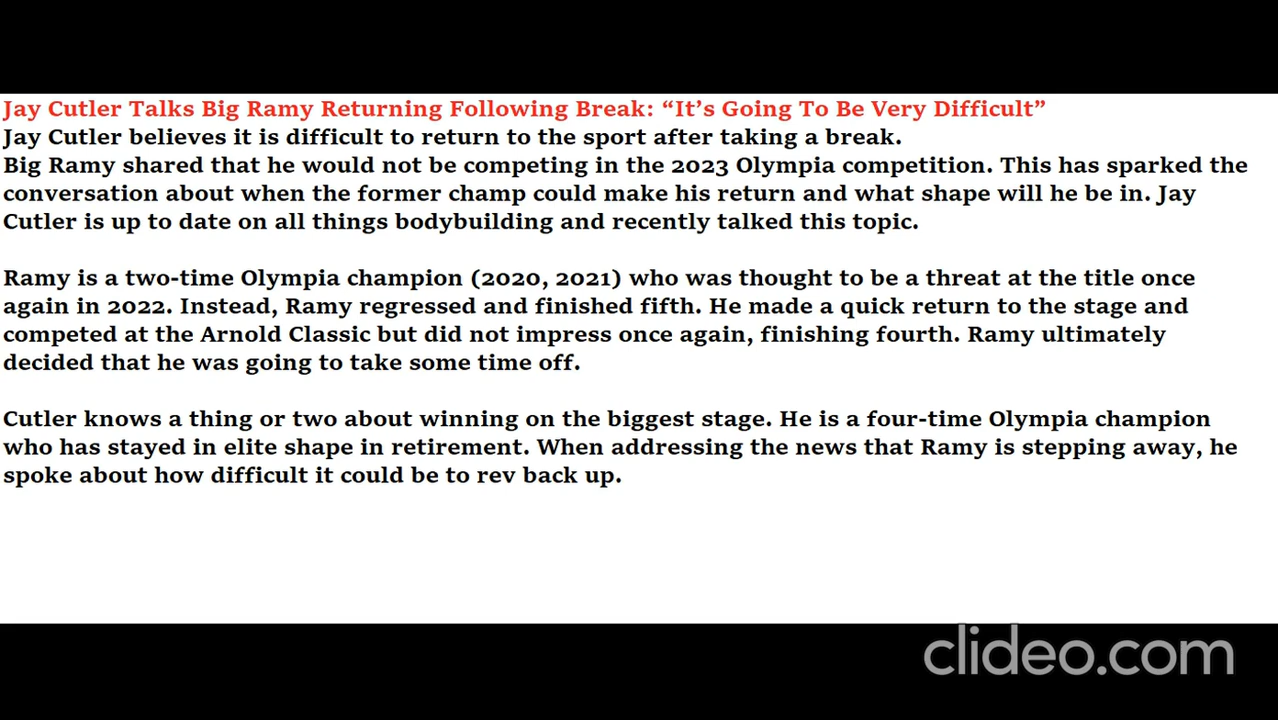 Jay Cutler Talks Big Ramy Returning Following Break: “It’s Going To Be Very Difficult”
Jay Cutler believes it is difficult to return to the sport after taking a break.
Big Ramy shared that he would not be competing in the 2023 Olympia competition. This has sparked the
conversation about when the former champ could make his return and what shape will he be in. Jay
Cutler is up to date on all things bodybuilding and recently talked this topic.
Ramy is a two-time Olympia champion (2020, 2021) who was thought to be a threat at the title once
again in 2022. Instead, Ramy regressed and finished fifth. He made a quick return to the stage and
competed at the Arnold Classic but did not impress once again, finishing fourth. Ramy ultimately
decided that he was going to take some time off.
Cutler knows a thing or two about winning on the biggest stage. He is a four-time Olympia champion
who has stayed in elite shape in retirement. When addressing the news that Ramy is stepping away, he
spoke about how difficult it could be to rev back up.
clideo.com